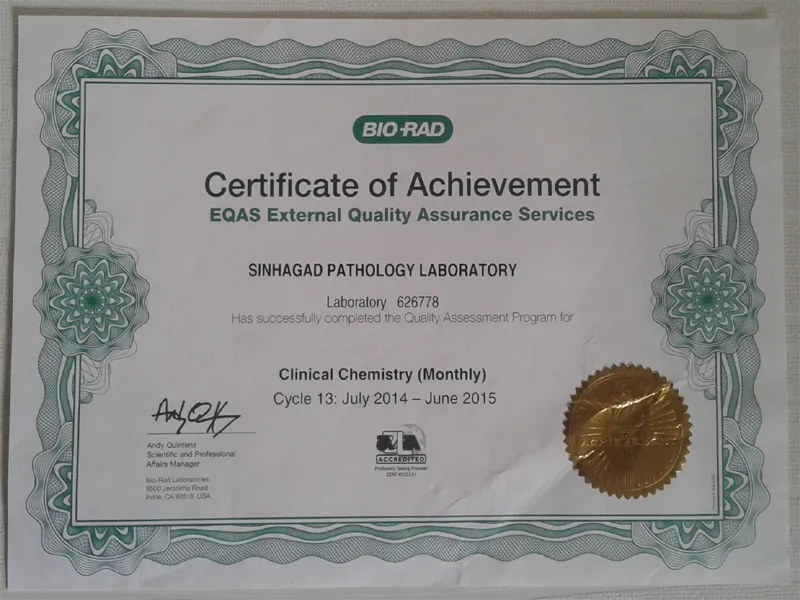 BIO-RAD
Certificate of Achievement
EQAS External Quality Assurance Services
SINHAGAD PATHOLOGY LABORATORY
Laboratory 626778
Has successfully completed the Quality Assessment Program for
Clinical Chemistry (Monthly)
Cycle 13: July 2014 – June 2015
Andy Quintenz
Scientific and Professional
Affairs Manager
Bio-Rad Laboratories
9500 Jeronimo Road
Irvine, CA 92618, USA
ACCREDITED
Proficiency Testing Provider
ACHIEVEMENT